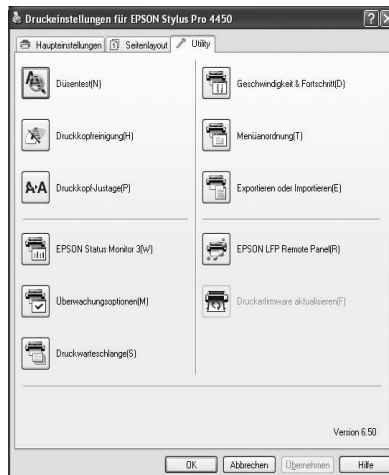 Druckeinstellungen für EPSON Stylus Pro 4450
Haupteinstellungen
Seitenlayout
Utility
Düsentest(N)
Druckkopfreinigung(H)
Druckkopf-Justage(P)
EPSON Status Monitor 3(W)
Überwachungsoptionen(M)
Druckwarteschlange(S)
Geschwindigkeit & Fortschritt(D)
Menüanordnung(T)
Exportieren oder Importieren(E)
EPSON LFP Remote Panel(R)
Druckerfirmware aktualisieren(F)
Version 6.50
OK
Abbrechen
Übernehmen
Hilfe